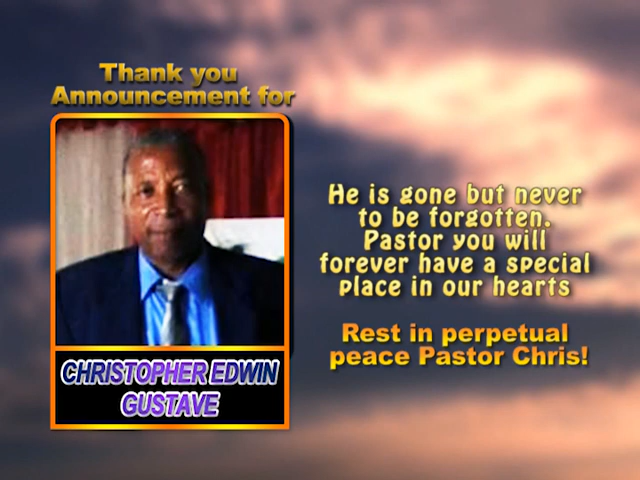 Thank you
Announcement for
CHRISTOPHER EDWIN
GUSTAVE
He is gone but never
to be forgotten.
Pastor you will
forever have a special
place in our hearts
Rest in perpetual
peace Pastor Chris!